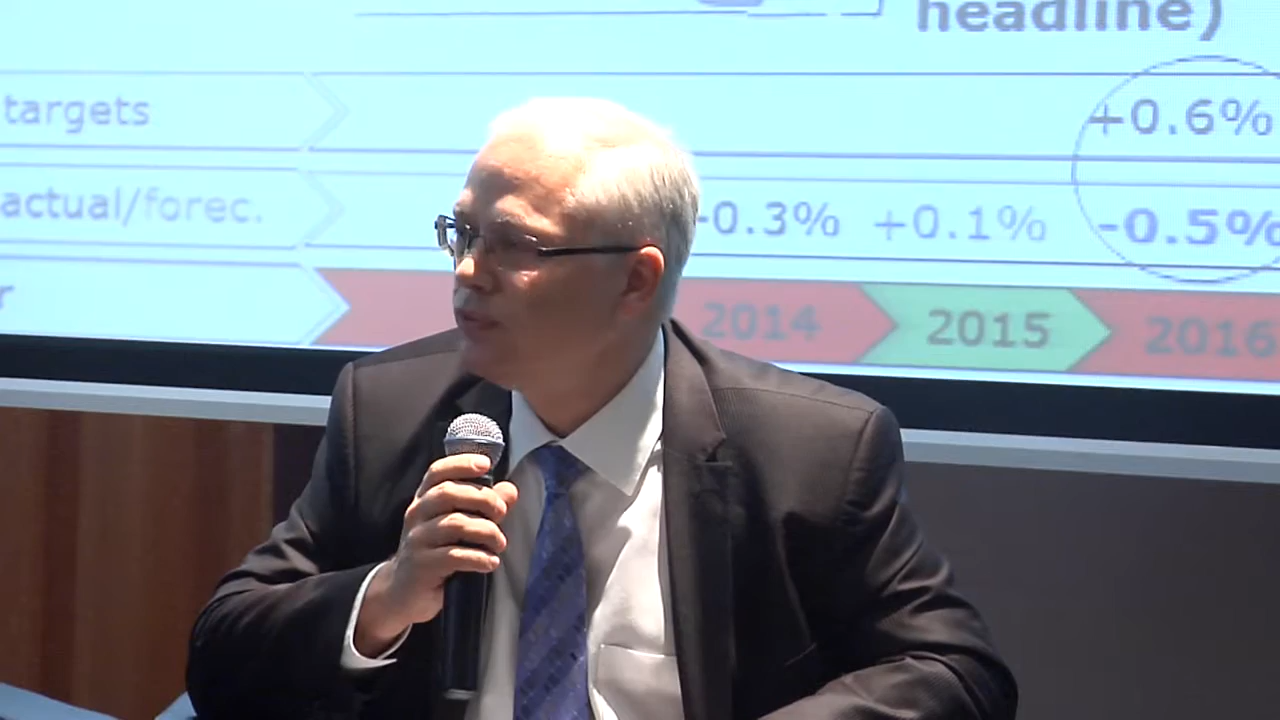 headline)
targets +0.6%
actual/forec. -0.3% +0.1% -0.5%
2014 2015 2016